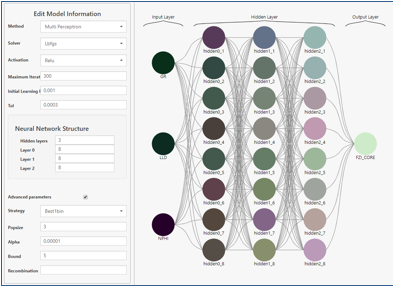 Edit Model Information
Method Multi Perceptron
Solver Lbfgs
Activation Relu
Maximum Iterat 300
Initial Learning 0.001
Tol 0.0003
Neural Network Structure
Hidden layers 3
Layer 0 8
Layer 1 8
Layer 2 8
Advanced parameters
Strategy Best1bin
Popsize 3
Alpha 0.00001
Bound 5
Recombination
Input Layer Hidden Layer Output Layer
hidden0_1 hidden1_1 hidden2_1
GR
hidden0_2 hidden1_2 hidden2_2
hidden0_3 hidden1_3 hidden2_3
hidden0_4 hidden1_4 hidden2_4
LLD FZI_CORE
hidden0_5 hidden1_5 hidden2_5
hidden0_6 hidden1_6 hidden2_6
NPHI
hidden0_7 hidden1_7 hidden2_7
hidden0_8 hidden1_8 hidden2_8